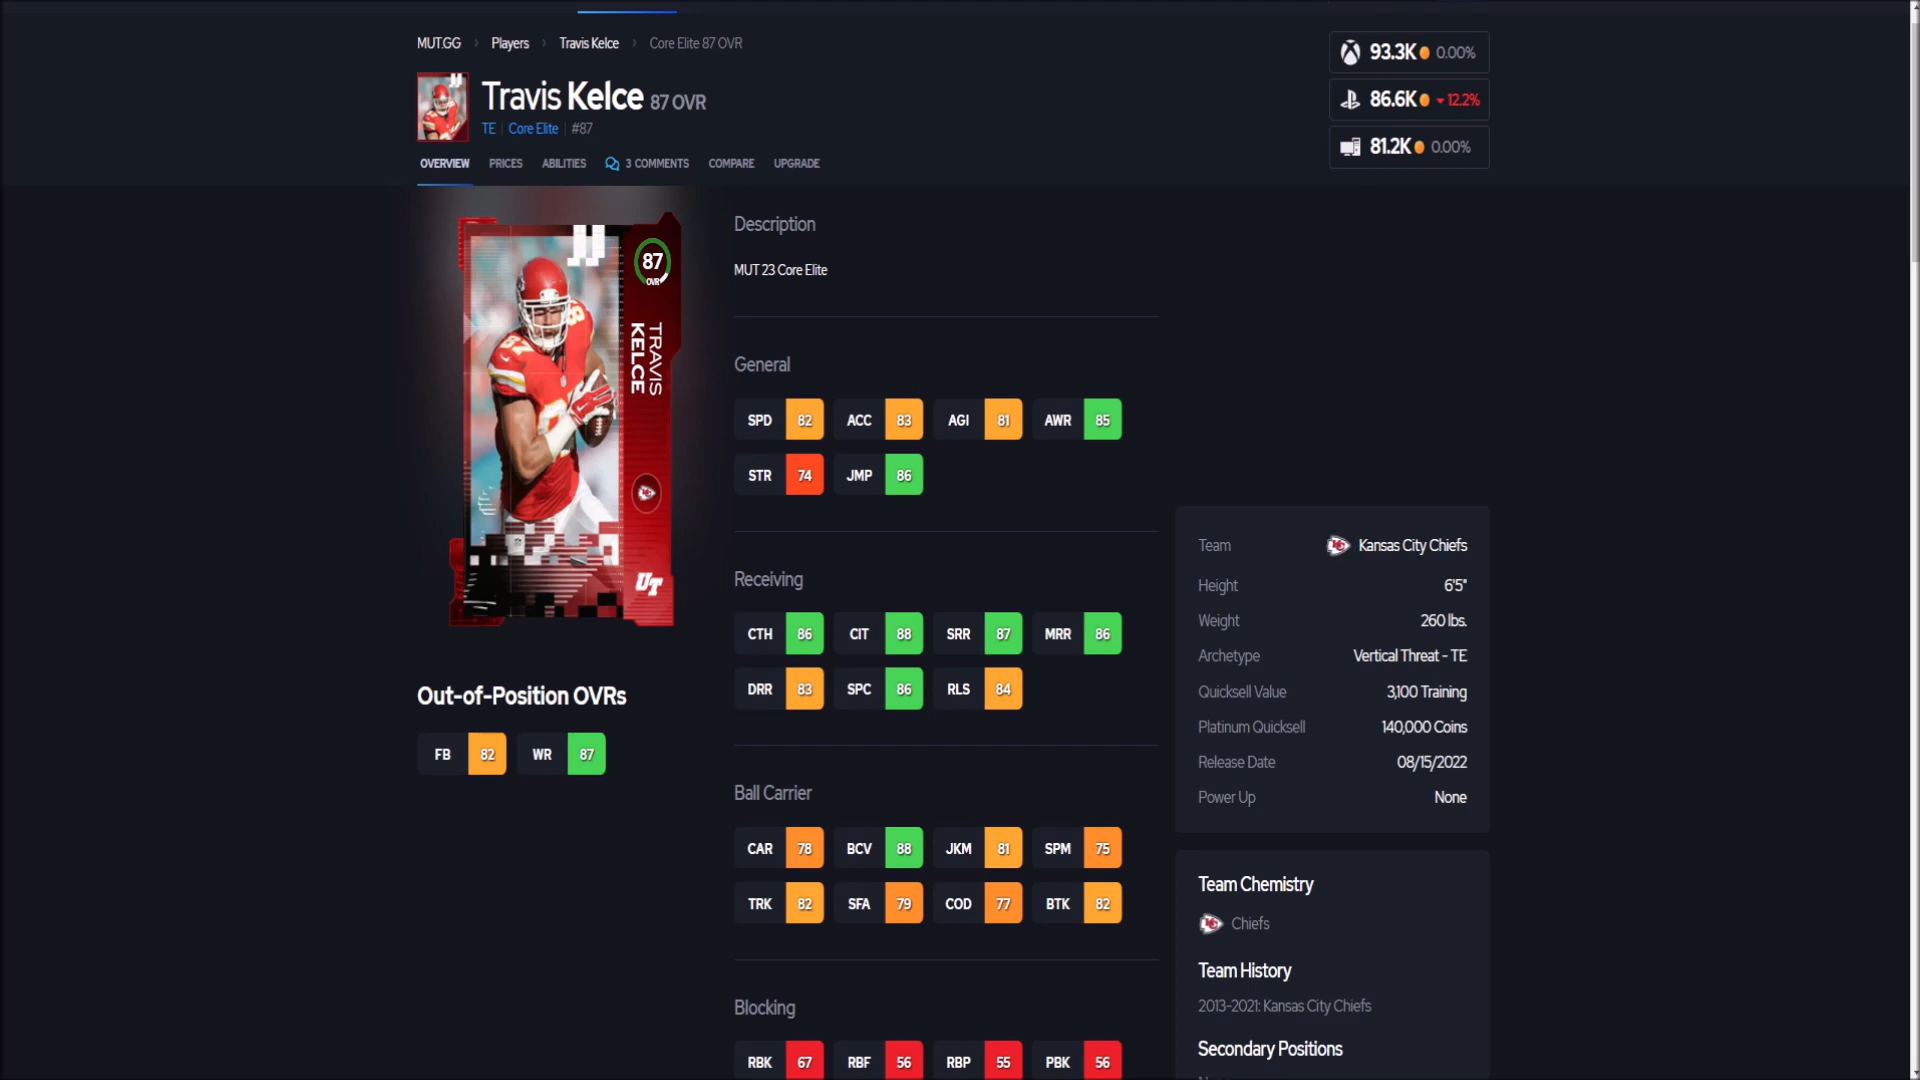 MUT.GG > Players > Travis Kelce > Core Elite 87 OVR
93.3K 0.00%
Travis Kelce 87 OVR
86.6K 12.2%
TE | Core Elite | #87
81.2K 0.00%
OVERVIEW PRICES ABILITIES 3 COMMENTS COMPARE UPGRADE
87
OVR
TRAVIS
KELCE
87
UT
Out-of-Position OVRs
FB 82 WR 87
Description
MUT 23 Core Elite
General
SPD 82 ACC 83 AGI 81 AWR 85
STR 74 JMP 86
Receiving
CTH 86 CIT 88 SRR 87 MRR 86
DRR 83 SPC 86 RLS 84
Ball Carrier
CAR 78 BCV 88 JKM 81 SPM 75
TRK 82 SFA 79 COD 77 BTK 82
Blocking
RBK 67 RBF 56 RBP 55 PBK 56
Team Kansas City Chiefs
Height 6'5"
Weight 260 lbs.
Archetype Vertical Threat - TE
Quicksell Value 3,100 Training
Platinum Quicksell 140,000 Coins
Release Date 08/15/2022
Power Up None
Team Chemistry
Chiefs
Team History
2013-2021: Kansas City Chiefs
Secondary Positions